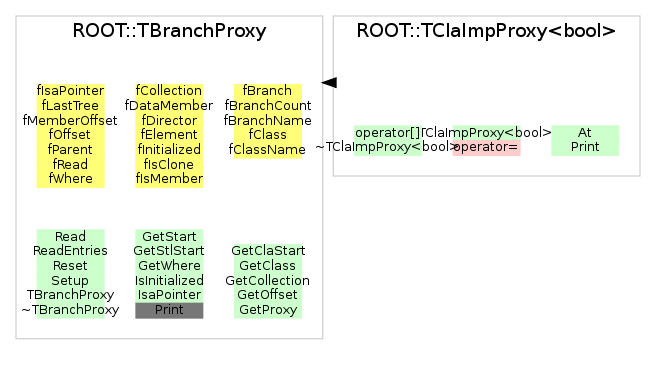 ROOT::TBranchProxy
fIsaPointer
fLastTree
fMemberOffset
fOffset
fParent
fRead
fWhere
fCollection
fDataMember
fDirector
fElement
fInitialized
fIsClone
fIsMember
fBranch
fBranchCount
fBranchName
fClass
fClassName
Read
ReadEntries
Reset
Setup
TBranchProxy
~TBranchProxy
GetStart
GetStlStart
GetWhere
IsInitialized
IsaPointer
Print
GetClaStart
GetClass
GetCollection
GetOffset
GetProxy
ROOT::TClaImpProxy<bool>
operator[]
~TClaImpProxy<bool>
TClaImpProxy<bool>
operator=
At
Print